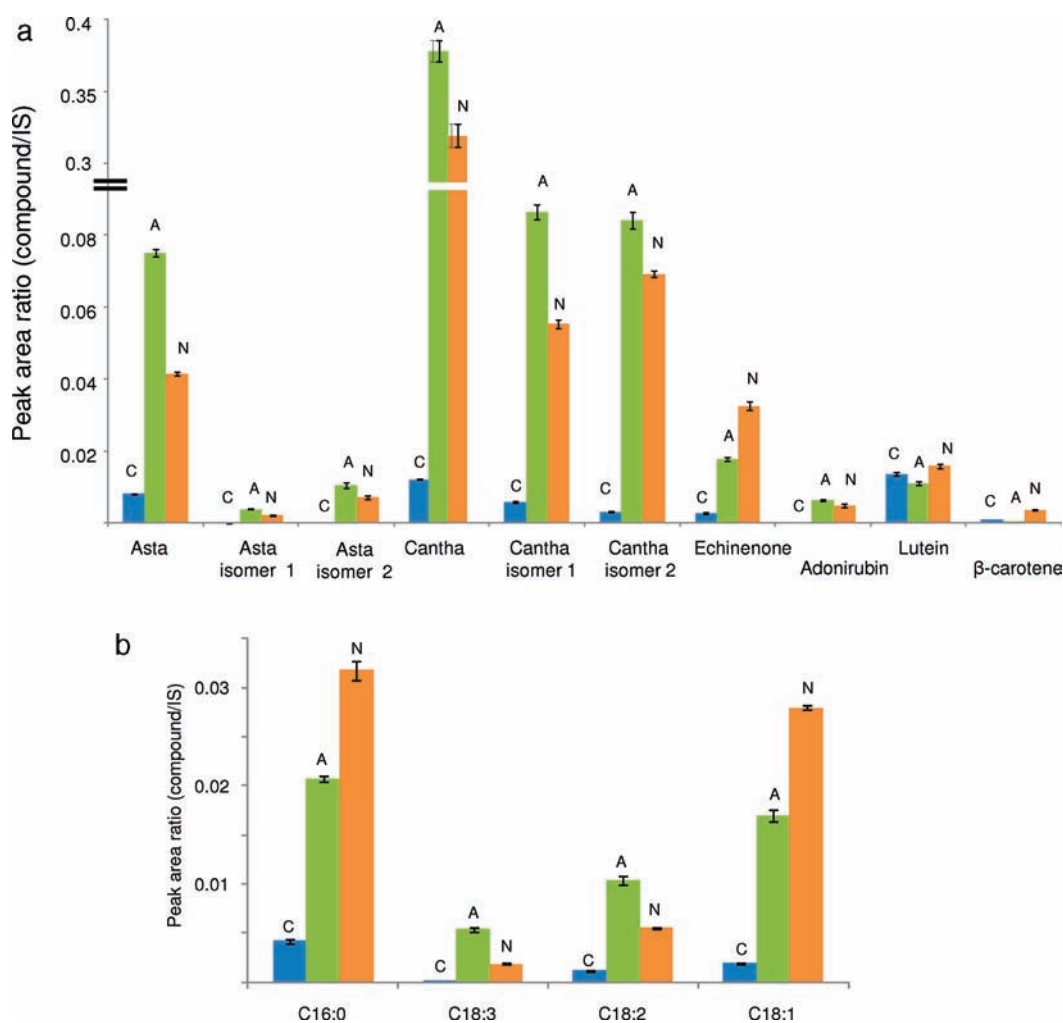 a
Peak area ratio (compound/IS)
0.4
0.35
0.3
0.08
0.06
0.04
0.02
C A N
C A N
C A N
C A N
C A N
C A N
C A N
C A N
C A N
C A N
Asta
Asta isomer 1
Asta isomer 2
Cantha
Cantha isomer 1
Cantha isomer 2
Echinenone
Adonirubin
Lutein
β-carotene
b
Peak area ratio (compound/IS)
0.03
0.02
0.01
C A N
C A N
C A N
C A N
C16:0 C18:3 C18:2 C18:1